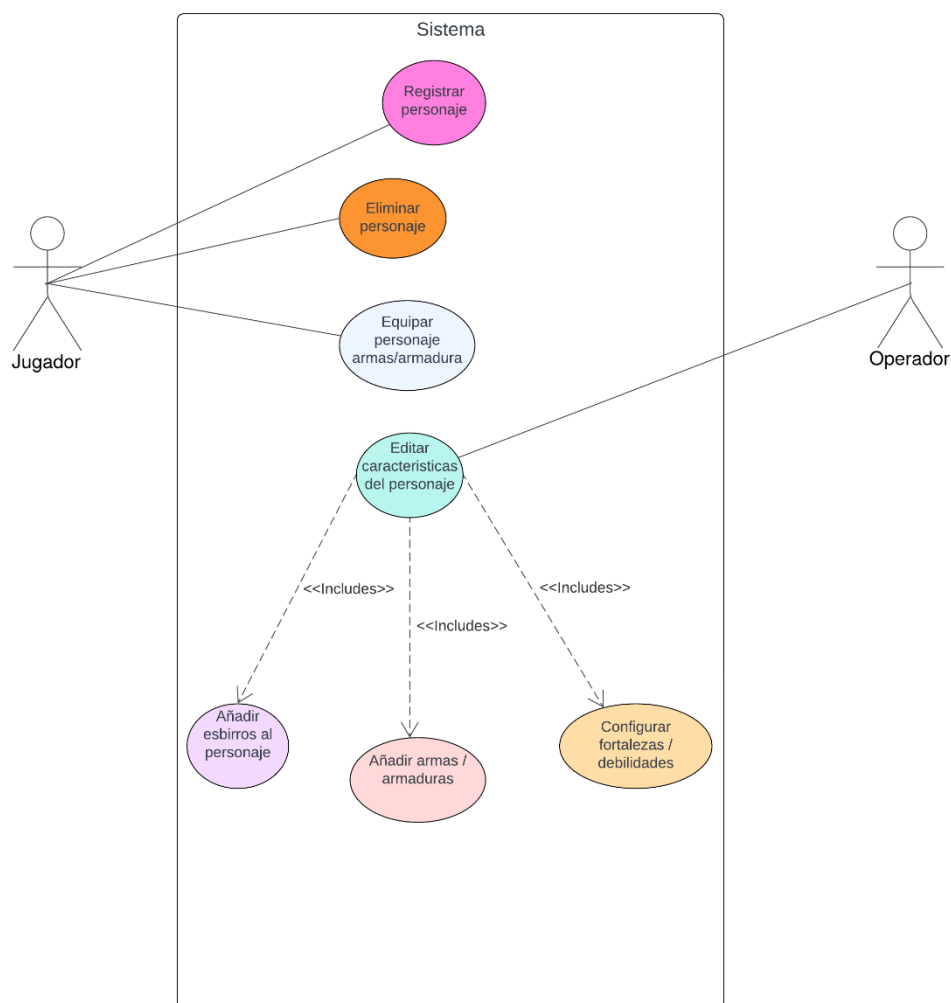 Sistema
Registrar
personaje
Eliminar
personaje
Equipar
personaje
armas/armadura
Jugador
Operador
Editar
caracteristicas
del personaje
<<Includes>>
<<Includes>>
<<Includes>>
Añadir
esbirros al
personaje
Añadir armas /
armaduras
Configurar
fortalezas /
debilidades